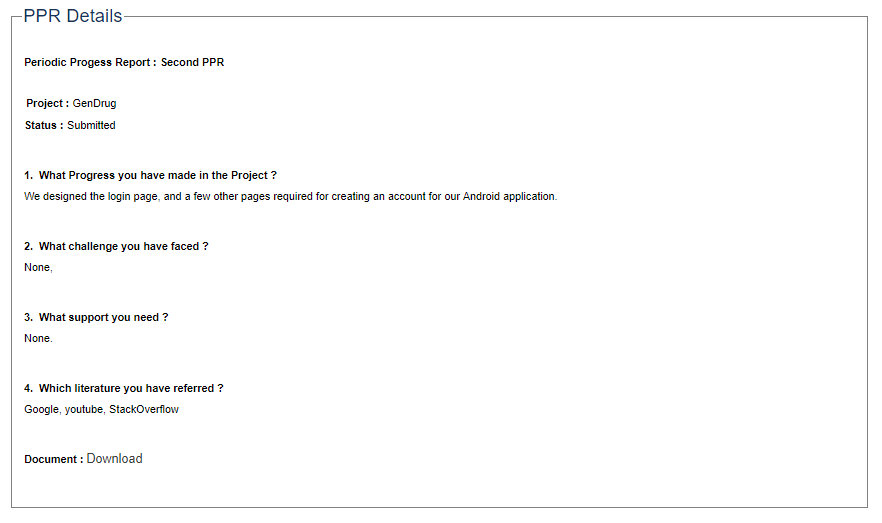 PPR Details
Periodic Progess Report : Second PPR
Project : GenDrug
Status : Submitted
1. What Progress you have made in the Project ?
We designed the login page, and a few other pages required for creating an account for our Android application.
2. What challenge you have faced ?
None,
3. What support you need ?
None.
4. Which literature you have referred ?
Google, youtube, StackOverflow
Document : Download